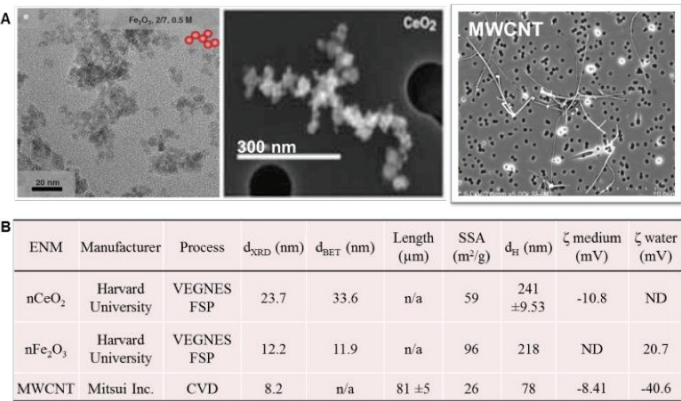 A
Fe2O3, 2/7, 0.5 M
20 nm
CeO2
300 nm
MWCNT
B
ENM Manufacturer Process dXRD (nm) dBET (nm) Length (µm) SSA (m²/g) dH (nm) ζ medium (mV) ζ water (mV)
nCeO2 Harvard University VEGNES FSP 23.7 33.6 n/a 59 241 ±9.53 -10.8 ND
nFe2O3 Harvard University VEGNES FSP 12.2 11.9 n/a 96 218 ND 20.7
MWCNT Mitsui Inc. CVD 8.2 n/a 81 ±5 26 78 -8.41 -40.6